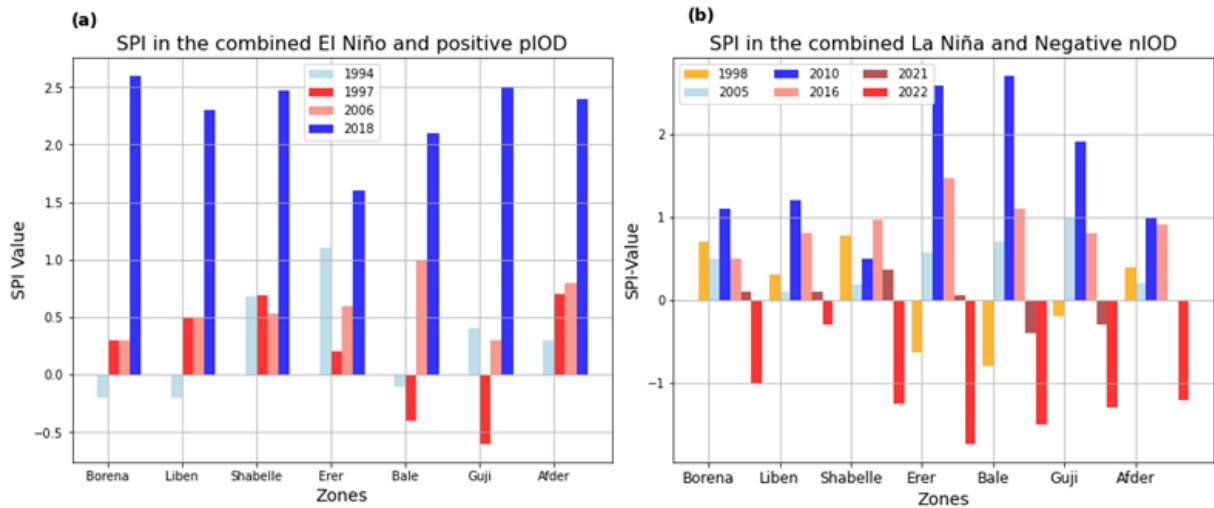 (a)
SPI in the combined El Niño and positive pIOD
1994
1997
2006
2018
2.5
2.0
1.5
1.0
0.5
0.0
−0.5
SPI Value
Borena Liben Shabelle Erer Bale Guji Afder
Zones
(b)
SPI in the combined La Niña and Negative nIOD
1998 2010 2021
2005 2016 2022
2
1
0
−1
SPI-Value
Borena Liben Shabelle Erer Bale Guji Afder
Zones